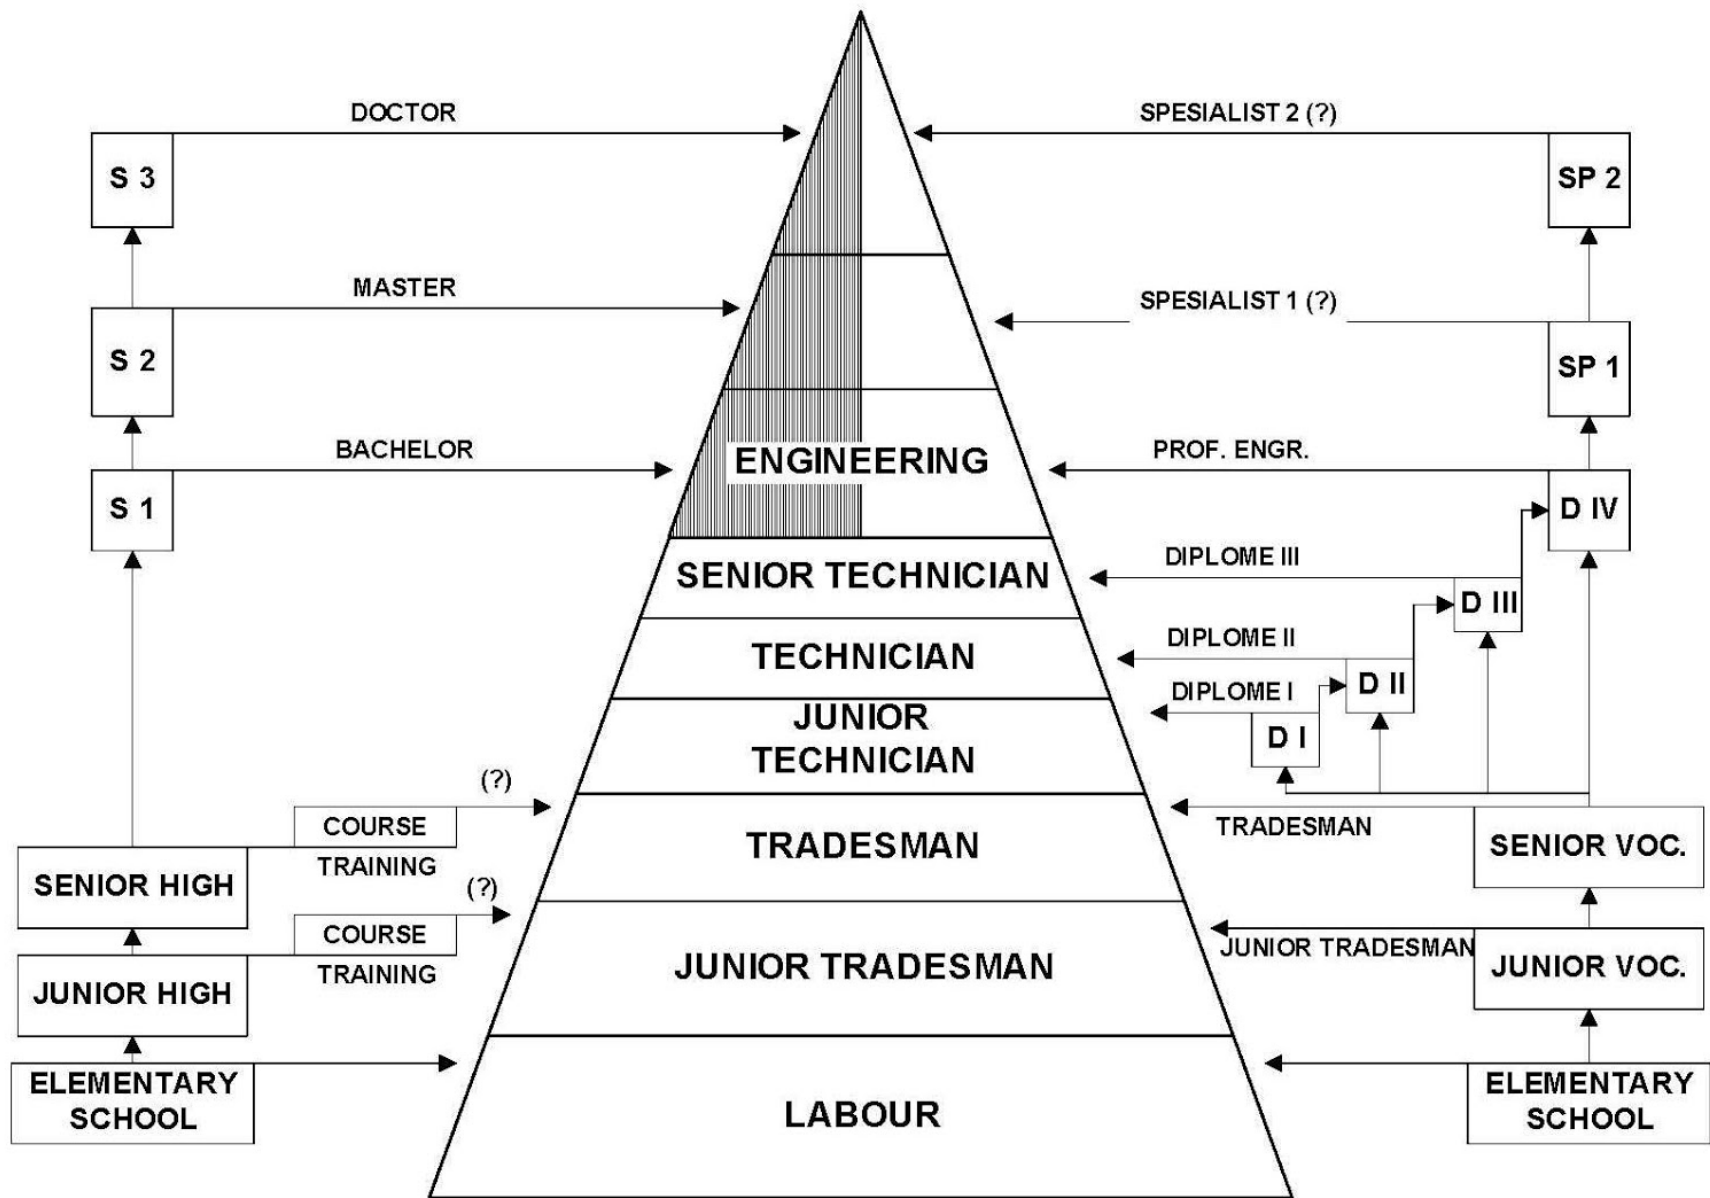 DOCTOR
SPESIALIST 2 (?)
S 3
SP 2
MASTER
SPESIALIST 1 (?)
S 2
SP 1
BACHELOR
ENGINEERING
PROF. ENGR.
S 1
D IV
SENIOR TECHNICIAN
DIPLOME III
D III
TECHNICIAN
DIPLOME II
D II
JUNIOR
TECHNICIAN
DIPLOME I
D I
(?)
COURSE
TRAINING
TRADESMAN
TRADESMAN
SENIOR HIGH
SENIOR VOC.
(?)
COURSE
TRAINING
JUNIOR TRADESMAN
JUNIOR TRADESMAN
JUNIOR HIGH
JUNIOR VOC.
ELEMENTARY
SCHOOL
LABOUR
ELEMENTARY
SCHOOL